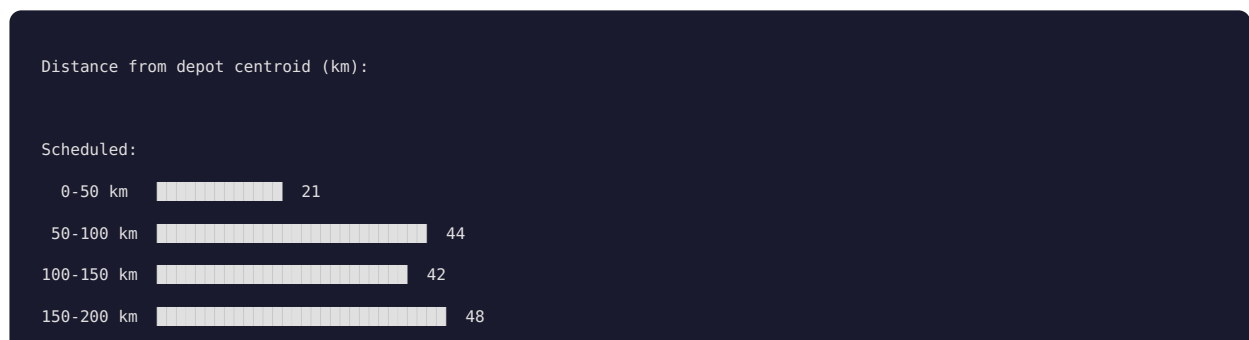 Distance from depot centroid (km):
Scheduled:
0-50 km 21
50-100 km 44
100-150 km 42
150-200 km 48